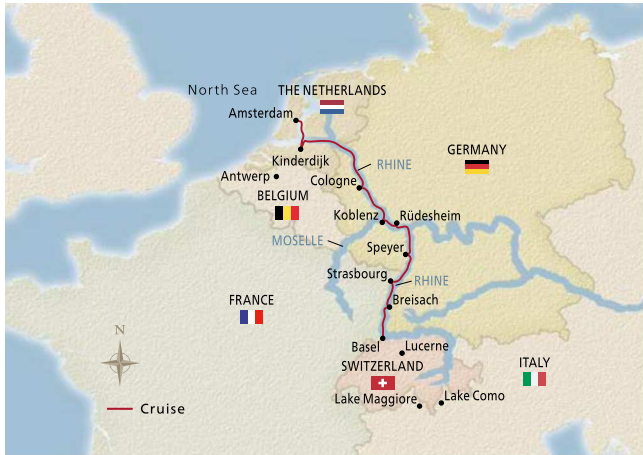 North Sea
THE NETHERLANDS
Amsterdam
GERMANY
Kinderdijk
RHINE
Antwerp
Cologne
BELGIUM
Koblenz
Rüdesheim
MOSELLE
Speyer
Strasbourg
RHINE
FRANCE
Breisach
N
Basel
Lucerne
SWITZERLAND
ITALY
Lake Maggiore
Lake Como
Cruise